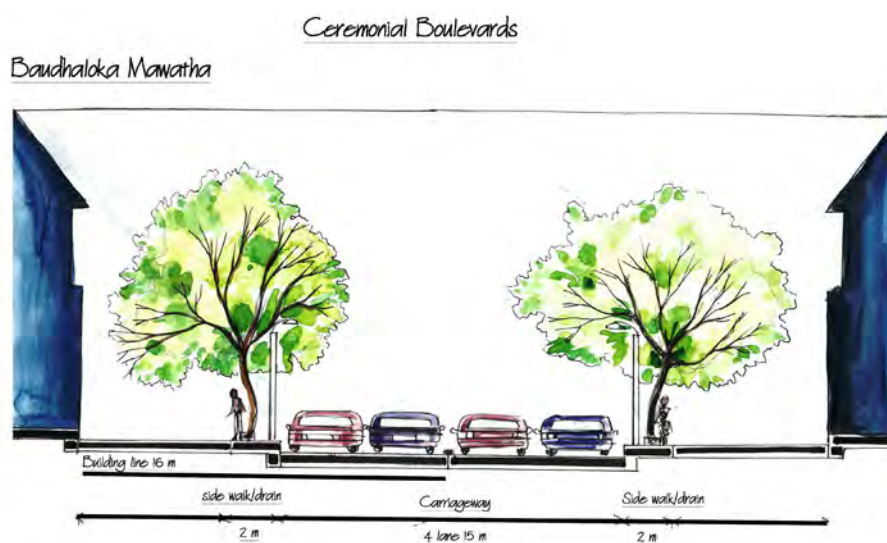 Ceremonial Boulevards
Baudhaloka Mawatha
Building line 16 m
side walk/drain
Carriageway
Side walk/drain
2 m
4 lane 15 m
2 m